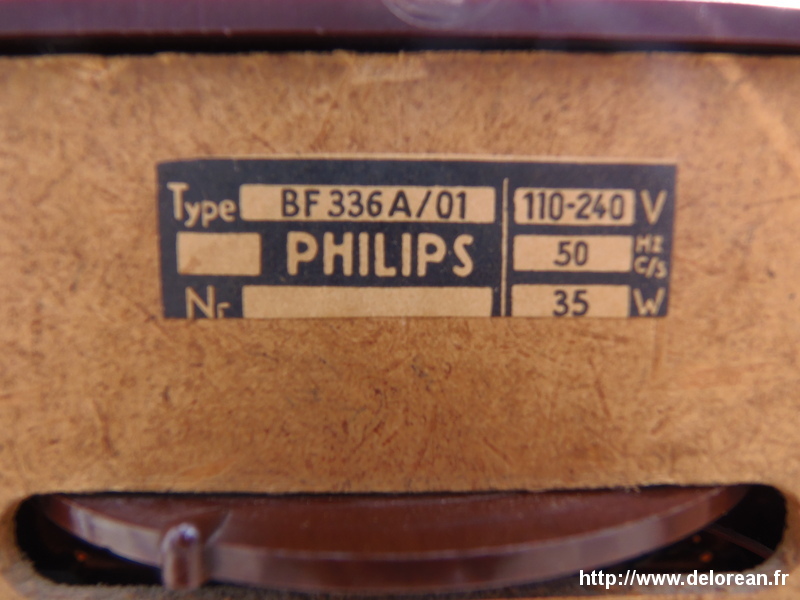 Type BF 336 A/01 110-240 V
PHILIPS 50 Hz C/s
Nr 35 W
http://www.delorean.fr